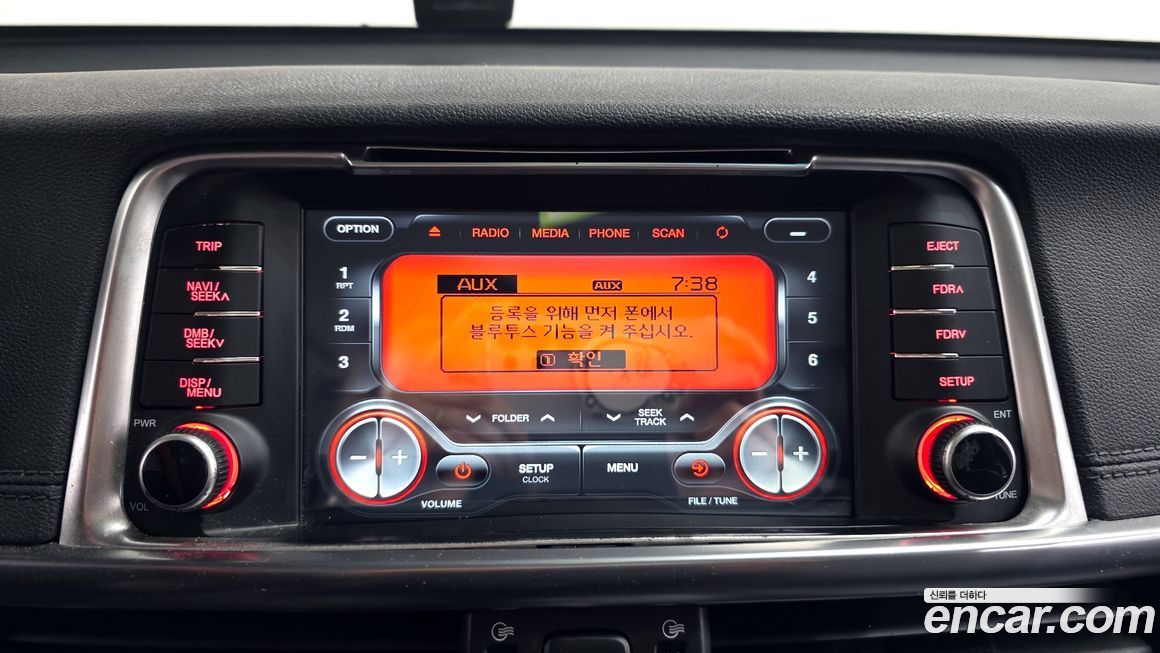 OPTION
RADIO
MEDIA
PHONE
SCAN
TRIP
NAVI/
SEEK∧
DMB/
SEEK∨
DISP/
MENU
PWR
VOL
1
RPT
2
RDM
3
AUX
AUX
7:38
등록을 위해 먼저 폰에서
블루투스 기능을 켜 주십시오.
1 확인
4
5
6
EJECT
FDR∧
FDR∨
SETUP
ENT
TUNE
FOLDER
SEEK
TRACK
SETUP
CLOCK
MENU
VOLUME
FILE / TUNE
신뢰를 더하다
encar.com